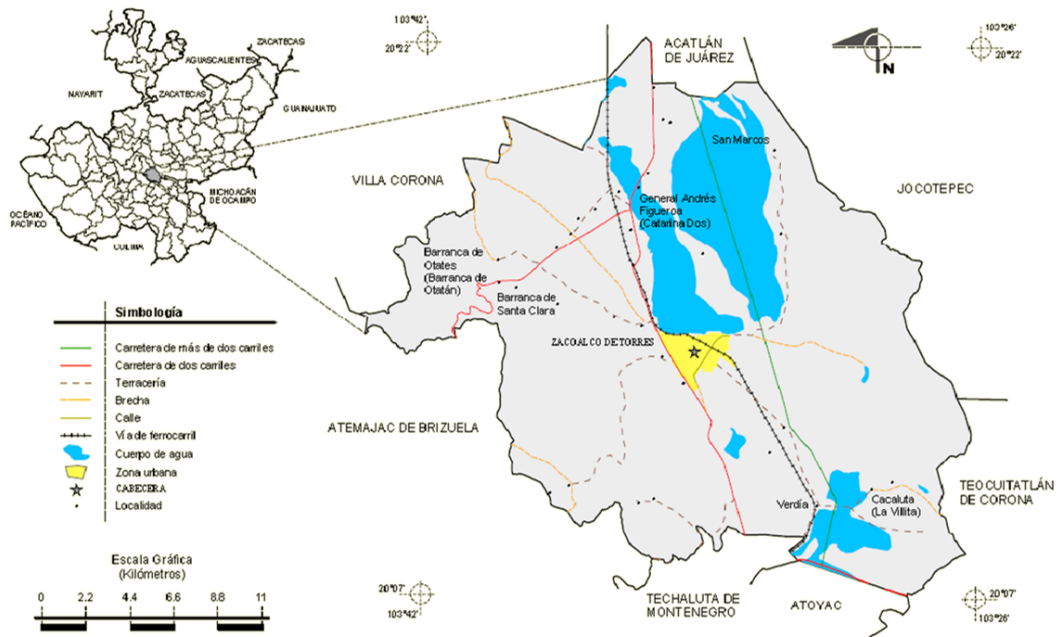 ZACATECAS
AGUASCALIENTES
NAYARIT
ZACATECAS
GUANAJUATO
MICHOACÁN
DE OCAMPO
OCÉANO
PACÍFICO
COLIMA
103°42'
20°22'
103°26'
20°22'
ACATLÁN
DE JUÁREZ
N
San Marcos
VILLA CORONA
JOCOTEPEC
General Andrés
Figueroa
(Catarina Dos)
Barranca de
Otates
(Barranca de
Otatán)
Barranca de
Santa Clara
ZACOALCO DE TORRES
ATEMAJAC DE BRIZUELA
TEOCUITATLÁN
DE CORONA
Verdía
Cacaluta
(La Villita)
TECHALUTA DE
MONTENEGRO
ATOYAC
20°07'
103°42'
20°07'
103°26'
Simbología
Carretera de más de dos carriles
Carretera de dos carriles
Terracería
Brecha
Calle
Vía de ferrocarril
Cuerpo de agua
Zona urbana
CABECERA
Localidad
Escala Gráfica
(Kilómetros)
0 2.2 4.4 6.6 8.8 11